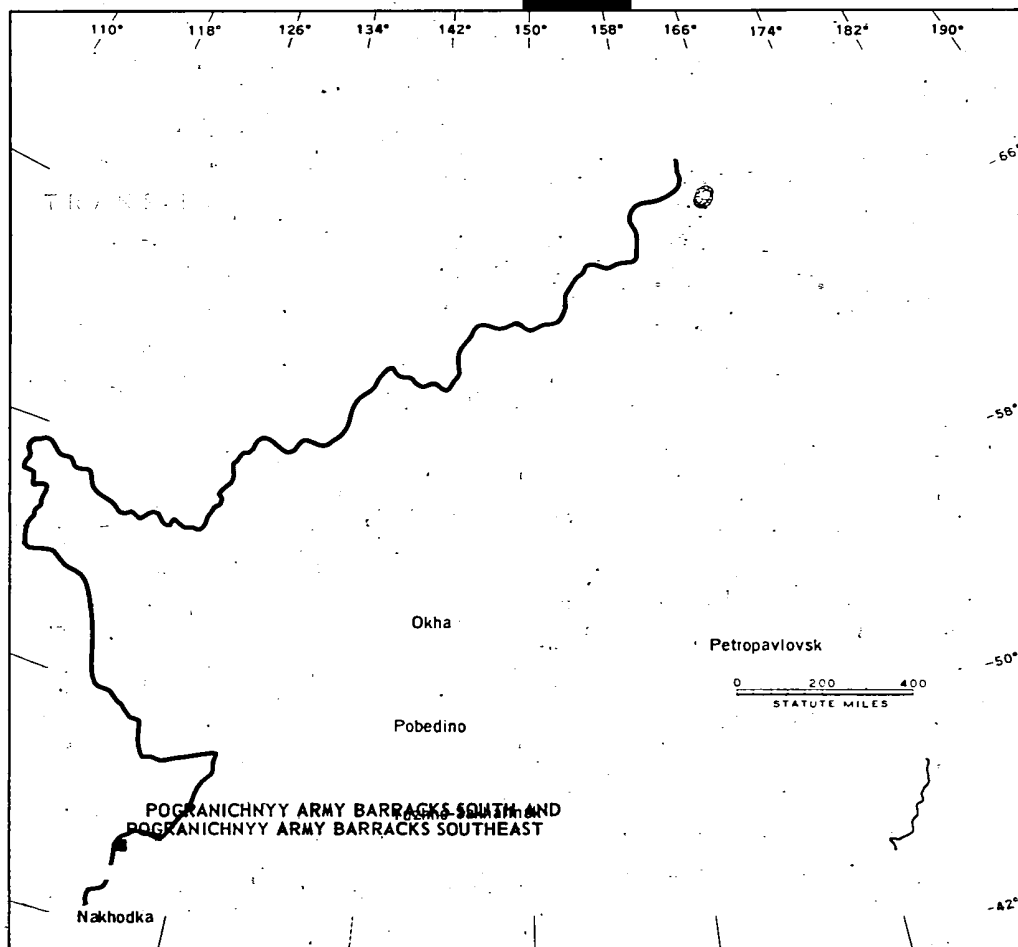 110° 118° 126° 134° 142° 150° 158° 166° 174° 182° 190°
66°
58°
Okha
Petropavlovsk
50°
0 200 400
STATUTE MILES
Pobedino
POGRANICHNYY ARMY BARRACKS SOUTH AND
POGRANICHNYY ARMY BARRACKS SOUTHEAST
42°
Nakhodka